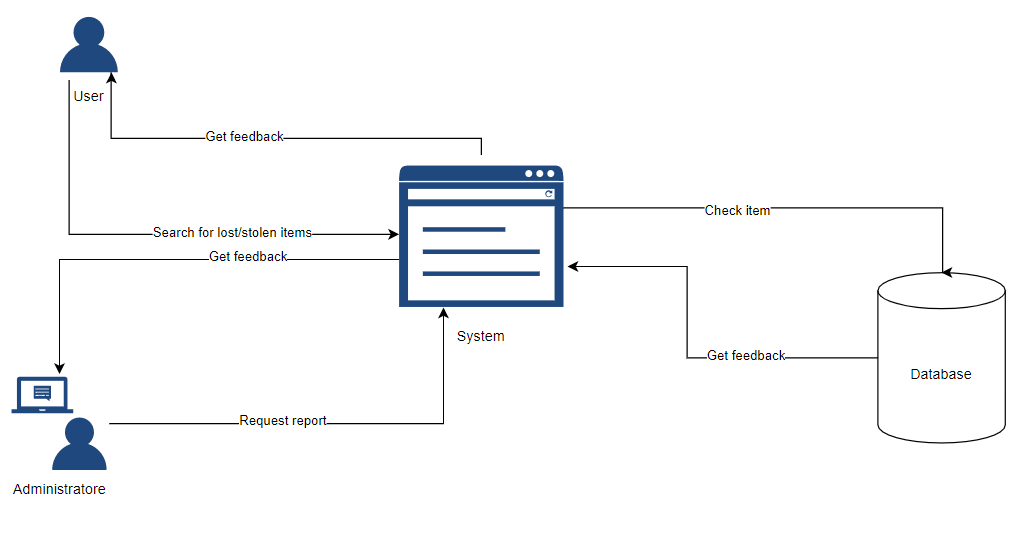 User
Get feedback
Check item
Search for lost/stolen items
Get feedback
System
Get feedback
Database
Request report
Administratore